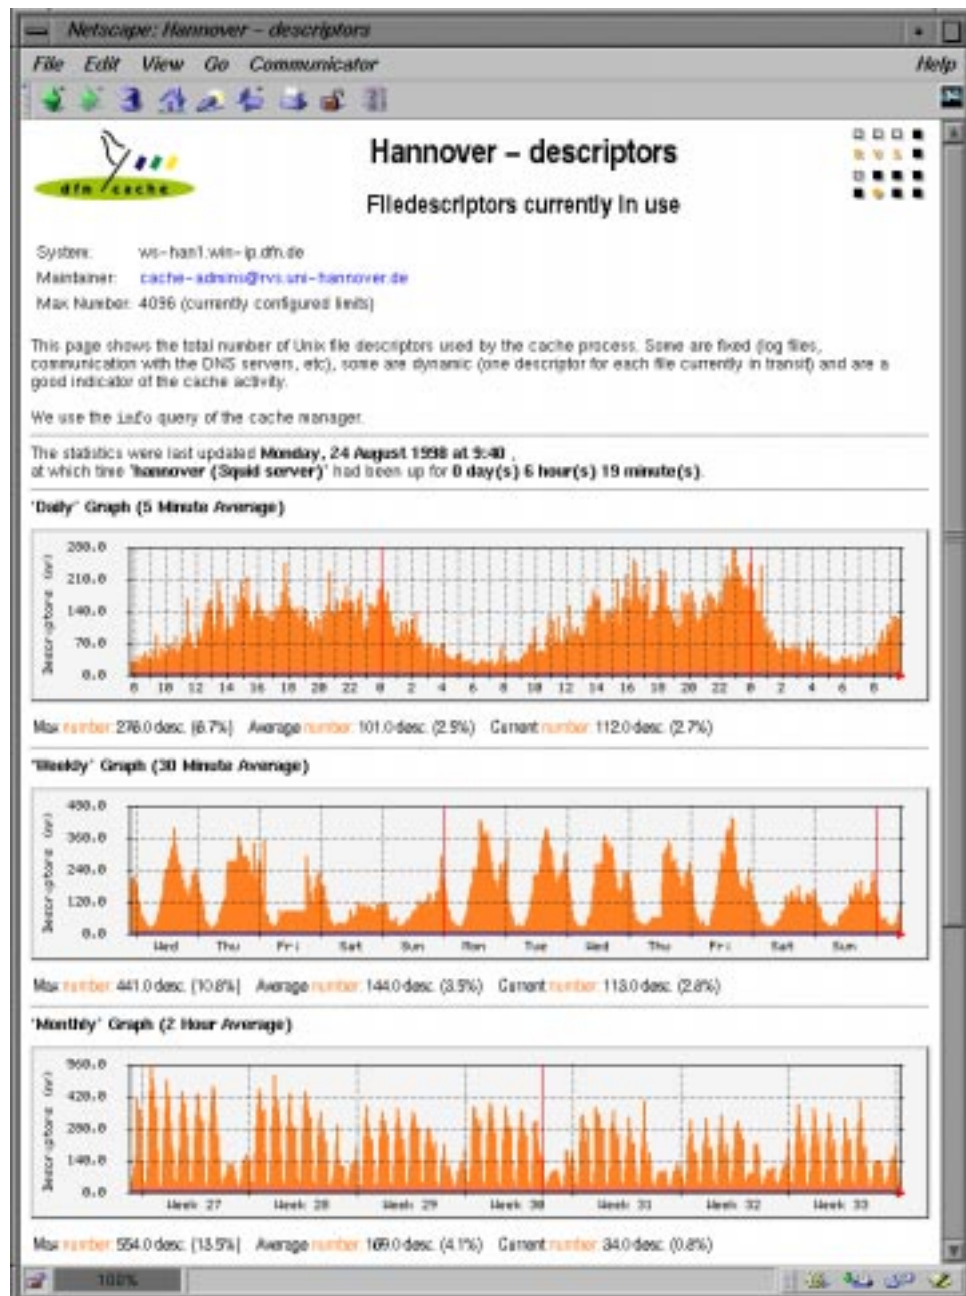 Netscape: Hannover – descriptors
File Edit View Go Communicator Help
dfn cache
Hannover – descriptors
Filedescriptors currently in use
System: ws-han1.win-ip.dfn.de
Maintainer: cache-admins@rvs.uni-hannover.de
Max Number: 4096 (currently configured limits)
This page shows the total number of Unix file descriptors used by the cache process. Some are fixed (log files,
communication with the DNS servers, etc), some are dynamic (one descriptor for each file currently in transit) and are a
good indicator of the cache activity.
We use the info query of the cache manager.
The statistics were last updated Monday, 24 August 1998 at 9:40 ,
at which time 'hannover (Squid server)' had been up for 0 day(s) 6 hour(s) 19 minute(s).
'Daily' Graph (5 Minute Average)
Descriptors (nr)
280.0
210.0
140.0
70.0
0.0
8 10 12 14 16 18 20 22 0 2 4 6 8 10 12 14 16 18 20 22 0 2 4 6 8
Max number: 276.0 desc. (6.7%) Average number: 101.0 desc. (2.5%) Current number: 112.0 desc. (2.7%)
'Weekly' Graph (30 Minute Average)
Descriptors (nr)
480.0
360.0
240.0
120.0
0.0
Wed Thu Fri Sat Sun Mon Tue Wed Thu Fri Sat Sun
Max number: 441.0 desc. (10.8%) Average number: 144.0 desc. (3.5%) Current number: 113.0 desc. (2.8%)
'Monthly' Graph (2 Hour Average)
Descriptors (nr)
560.0
420.0
280.0
140.0
0.0
Week 27 Week 28 Week 29 Week 30 Week 31 Week 32 Week 33
Max number: 554.0 desc. (13.5%) Average number: 169.0 desc. (4.1%) Current number: 34.0 desc. (0.8%)
100%